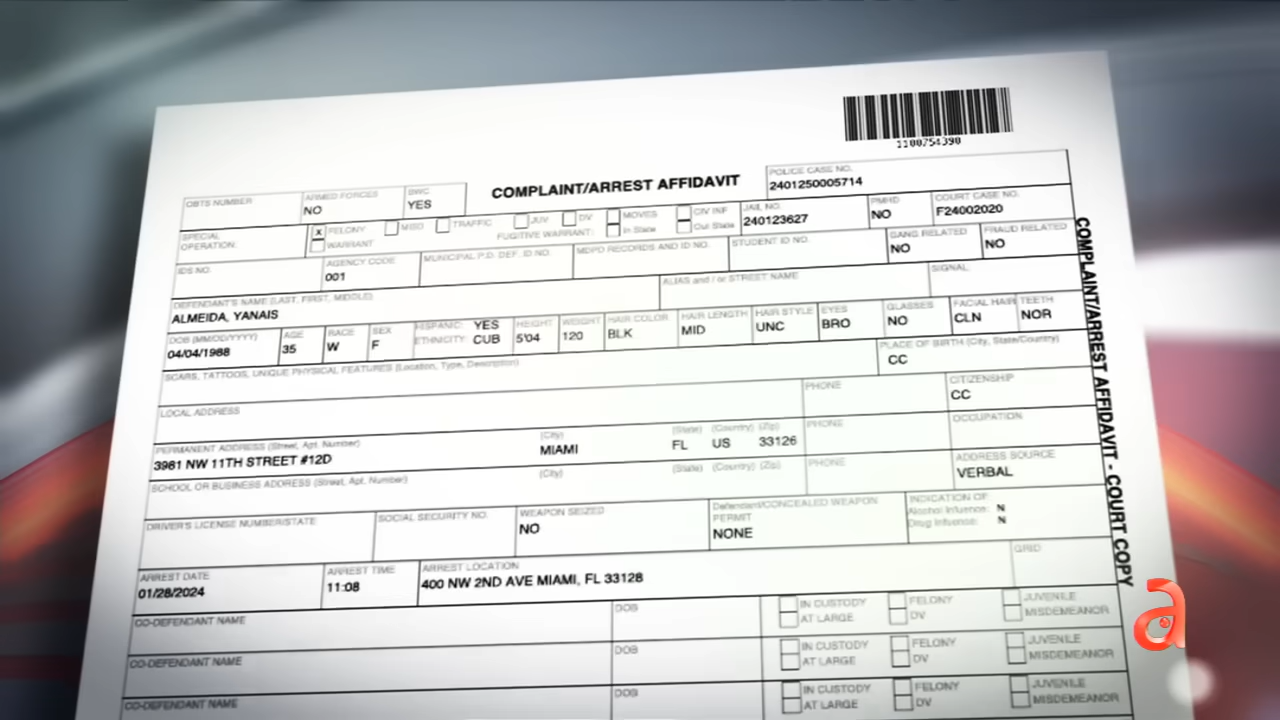 1100754390
COMPLAINT/ARREST AFFIDAVIT
POLICE CASE NO.
2401250005714
OBTS NUMBER
ARMED FORCES
NO
BWC
YES
SPECIAL OPERATION:
x FELONY
WARRANT
MISD
TRAFFIC
JUV
DV
FUGITIVE WARRANT:
MOVES
In State
CIV INF
Out State
JAIL NO.
240123627
PMHD
NO
COURT CASE NO.
F24002020
IDS NO.
AGENCY CODE
001
MUNICIPAL P.D. DEF. ID NO.
MDPD RECORDS AND ID NO.
STUDENT ID NO.
GANG RELATED
NO
FRAUD RELATED
NO
DEFENDANT'S NAME (LAST, FIRST, MIDDLE)
ALMEIDA, YANAIS
ALIAS and / or STREET NAME
SIGNAL
DOB (MM/DD/YYYY)
04/04/1988
AGE
35
RACE
W
SEX
F
HISPANIC: YES
ETHNICITY: CUB
HEIGHT
5'04
WEIGHT
120
HAIR COLOR
BLK
HAIR LENGTH
MID
HAIR STYLE
UNC
EYES
BRO
GLASSES
NO
FACIAL HAIR
CLN
TEETH
NOR
SCARS, TATTOOS, UNIQUE PHYSICAL FEATURES (Location, Type, Description)
PLACE OF BIRTH (City, State/Country)
CC
LOCAL ADDRESS
PHONE
CITIZENSHIP
CC
PERMANENT ADDRESS (Street, Apt. Number) (City) (State) (Country) (Zip)
3981 NW 11TH STREET #12D MIAMI FL US 33126
PHONE
OCCUPATION
SCHOOL OR BUSINESS ADDRESS (Street, Apt. Number) (City) (State) (Country) (Zip)
PHONE
ADDRESS SOURCE
VERBAL
DRIVER'S LICENSE NUMBER/STATE
SOCIAL SECURITY NO.
WEAPON SEIZED
NO
Defendant/CONCEALED WEAPON PERMIT
NONE
INDICATION OF:
Alcohol Influence: N
Drug Influence: N
ARREST DATE
01/28/2024
ARREST TIME
11:08
ARREST LOCATION
400 NW 2ND AVE MIAMI, FL 33128
GRID
CO-DEFENDANT NAME
DOB
IN CUSTODY
AT LARGE
FELONY
DV
JUVENILE
MISDEMEANOR
CO-DEFENDANT NAME
DOB
IN CUSTODY
AT LARGE
FELONY
DV
JUVENILE
MISDEMEANOR
CO-DEFENDANT NAME
DOB
IN CUSTODY
AT LARGE
FELONY
DV
JUVENILE
MISDEMEANOR
COMPLAINT/ARREST AFFIDAVIT - COURT COPY
a